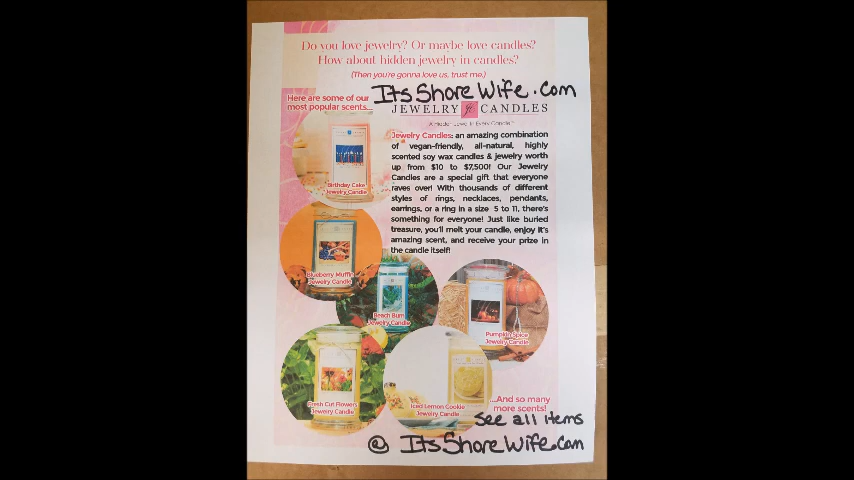 Do you love jewelry? Or maybe love candles?
How about hidden jewelry in candles?
(Then you're gonna love us, trust me.)
ItsShoreWife.com
Here are some of our
most popular scents...
JEWELRY CANDLES
A Hidden Jewel In Every Candle
Jewelry Candles: an amazing combination
of vegan-friendly, all-natural, highly
scented soy wax candles & jewelry worth
up from $10 to $7,500! Our Jewelry
Candles are a special gift that everyone
raves over! With thousands of different
styles of rings, necklaces, pendants,
earrings, or a ring in a size 5 to 11, there's
something for everyone! Just like buried
treasure, you'll melt your candle, enjoy it's
amazing scent, and receive your prize in
the candle itself!
Birthday Cake
Jewelry Candle
Blueberry Muffin
Jewelry Candle
Beach Bum
Jewelry Candle
Pumpkin Spice
Jewelry Candle
Fresh Cut Flowers
Jewelry Candle
Iced Lemon Cookie
Jewelry Candle
...And so many
more scents!
See all items
@ ItsShoreWife.com